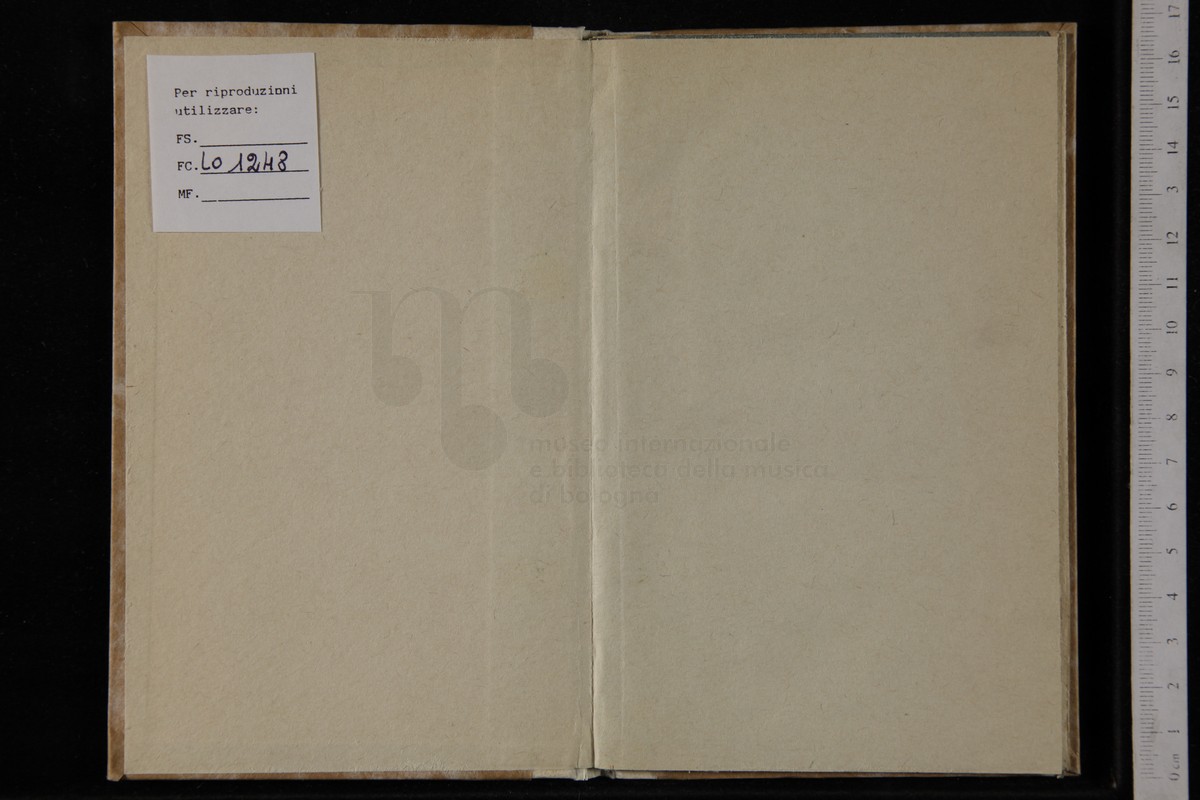 Per riproduzioni
utilizzare:
FS.
FC. LO 1248
MF.
museo internazionale
e biblioteca della musica
di bologna
17
16
15
14
3
12
11
10
9
8
7
6
5
4
3
2
1
0 cm